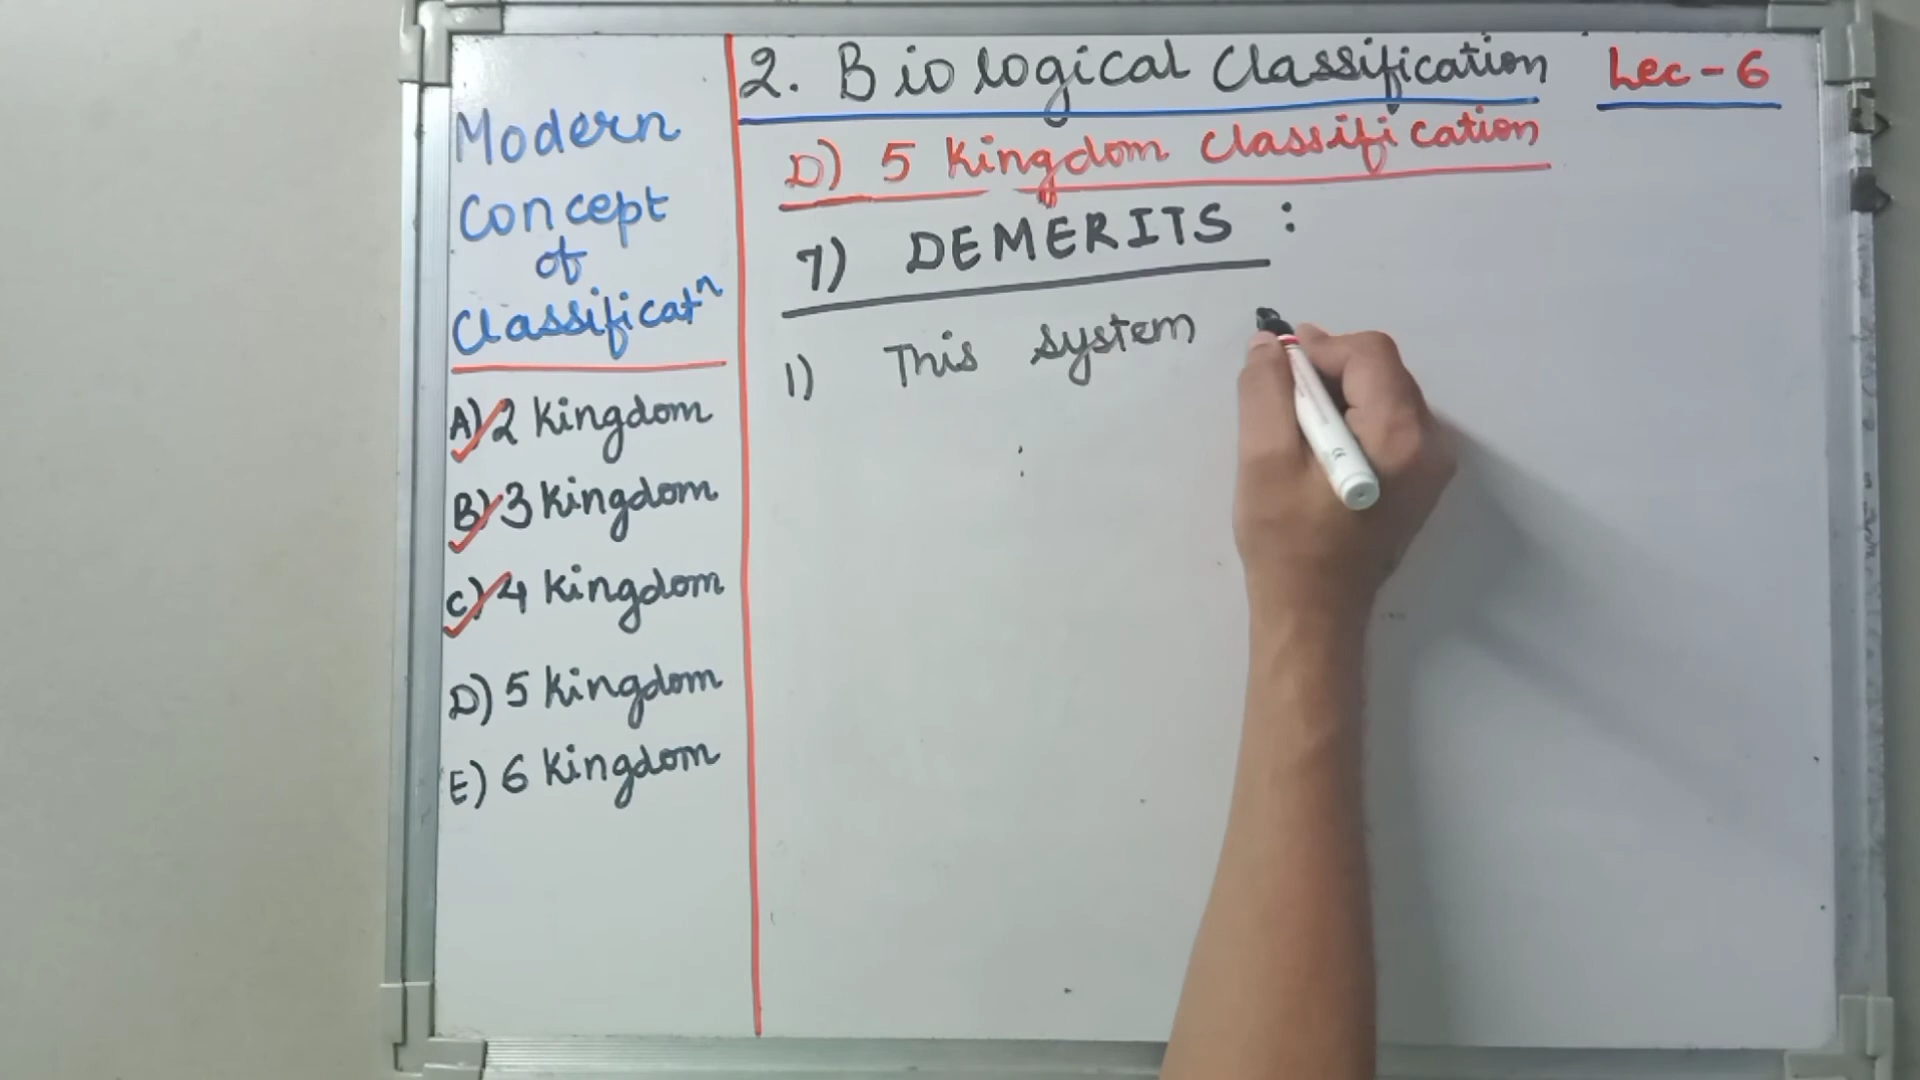 Modern
Concept
of
Classificatⁿ
A) 2 Kingdom
B) 3 Kingdom
C) 4 Kingdom
D) 5 Kingdom
E) 6 Kingdom
2. Biological Classification Lec - 6
D) 5 Kingdom Classification
7) DEMERITS :
1) This system